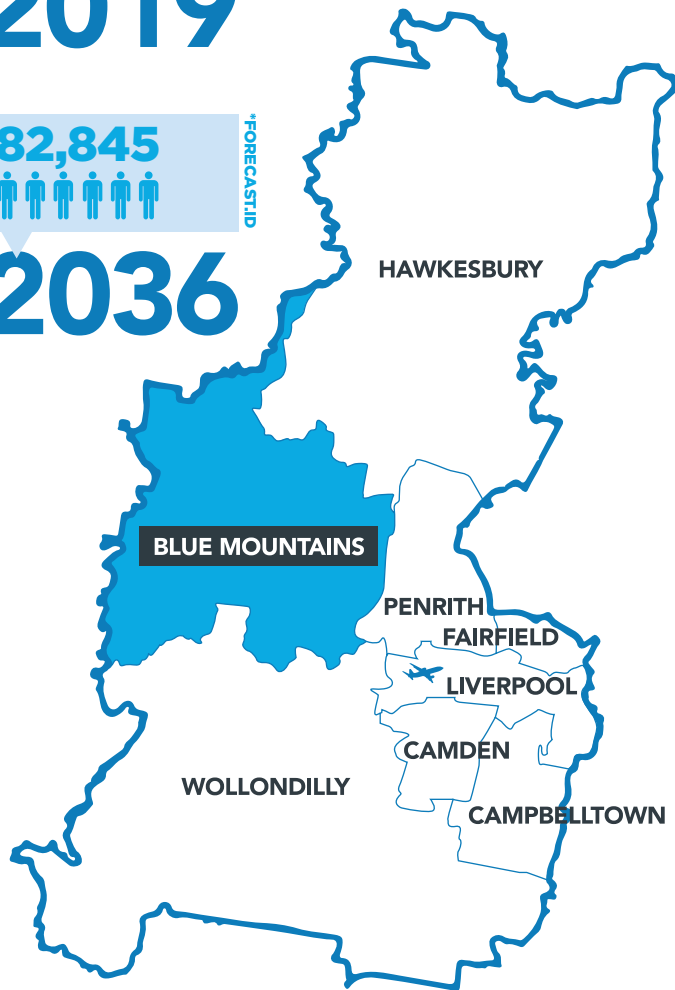 2019
82,845
*FORECAST.ID
2036
HAWKESBURY
BLUE MOUNTAINS
PENRITH
FAIRFIELD
LIVERPOOL
CAMDEN
WOLLONDILLY
CAMPBELLTOWN